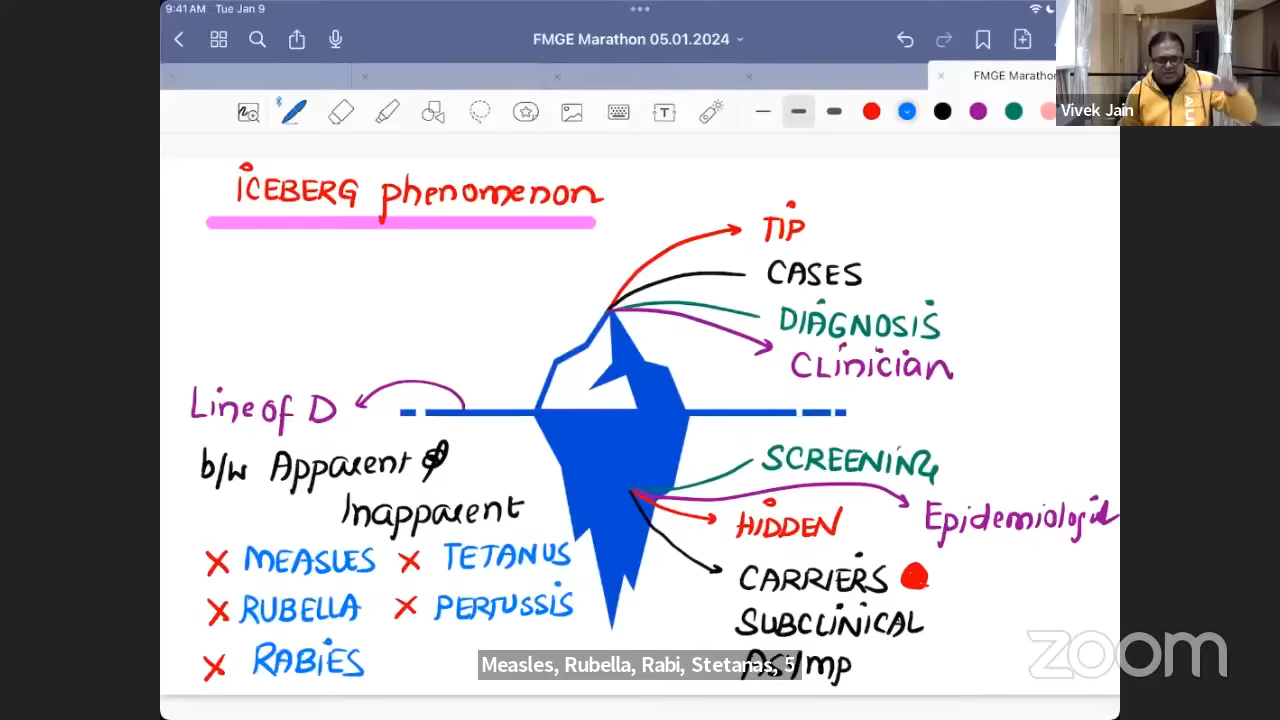 9:41 AM Tue Jan 9
FMGE Marathon 05.01.2024
FMGE Maratho
Vivek Jain
ICEBERG phenomenon
TIP
CASES
DIAGNOSIS
CLinician
Line of D
b/w Apparent &
Inapparent
SCREENING
HIDDEN
Epidemiologist
CARRIERS
SUBCLINICAL
ASYmp
× MEASLES × TETANUS
× RUBELLA × PERTUSSIS
× RABIES
Measles, Rubella, Rabi, Stetanas, 5
zoom